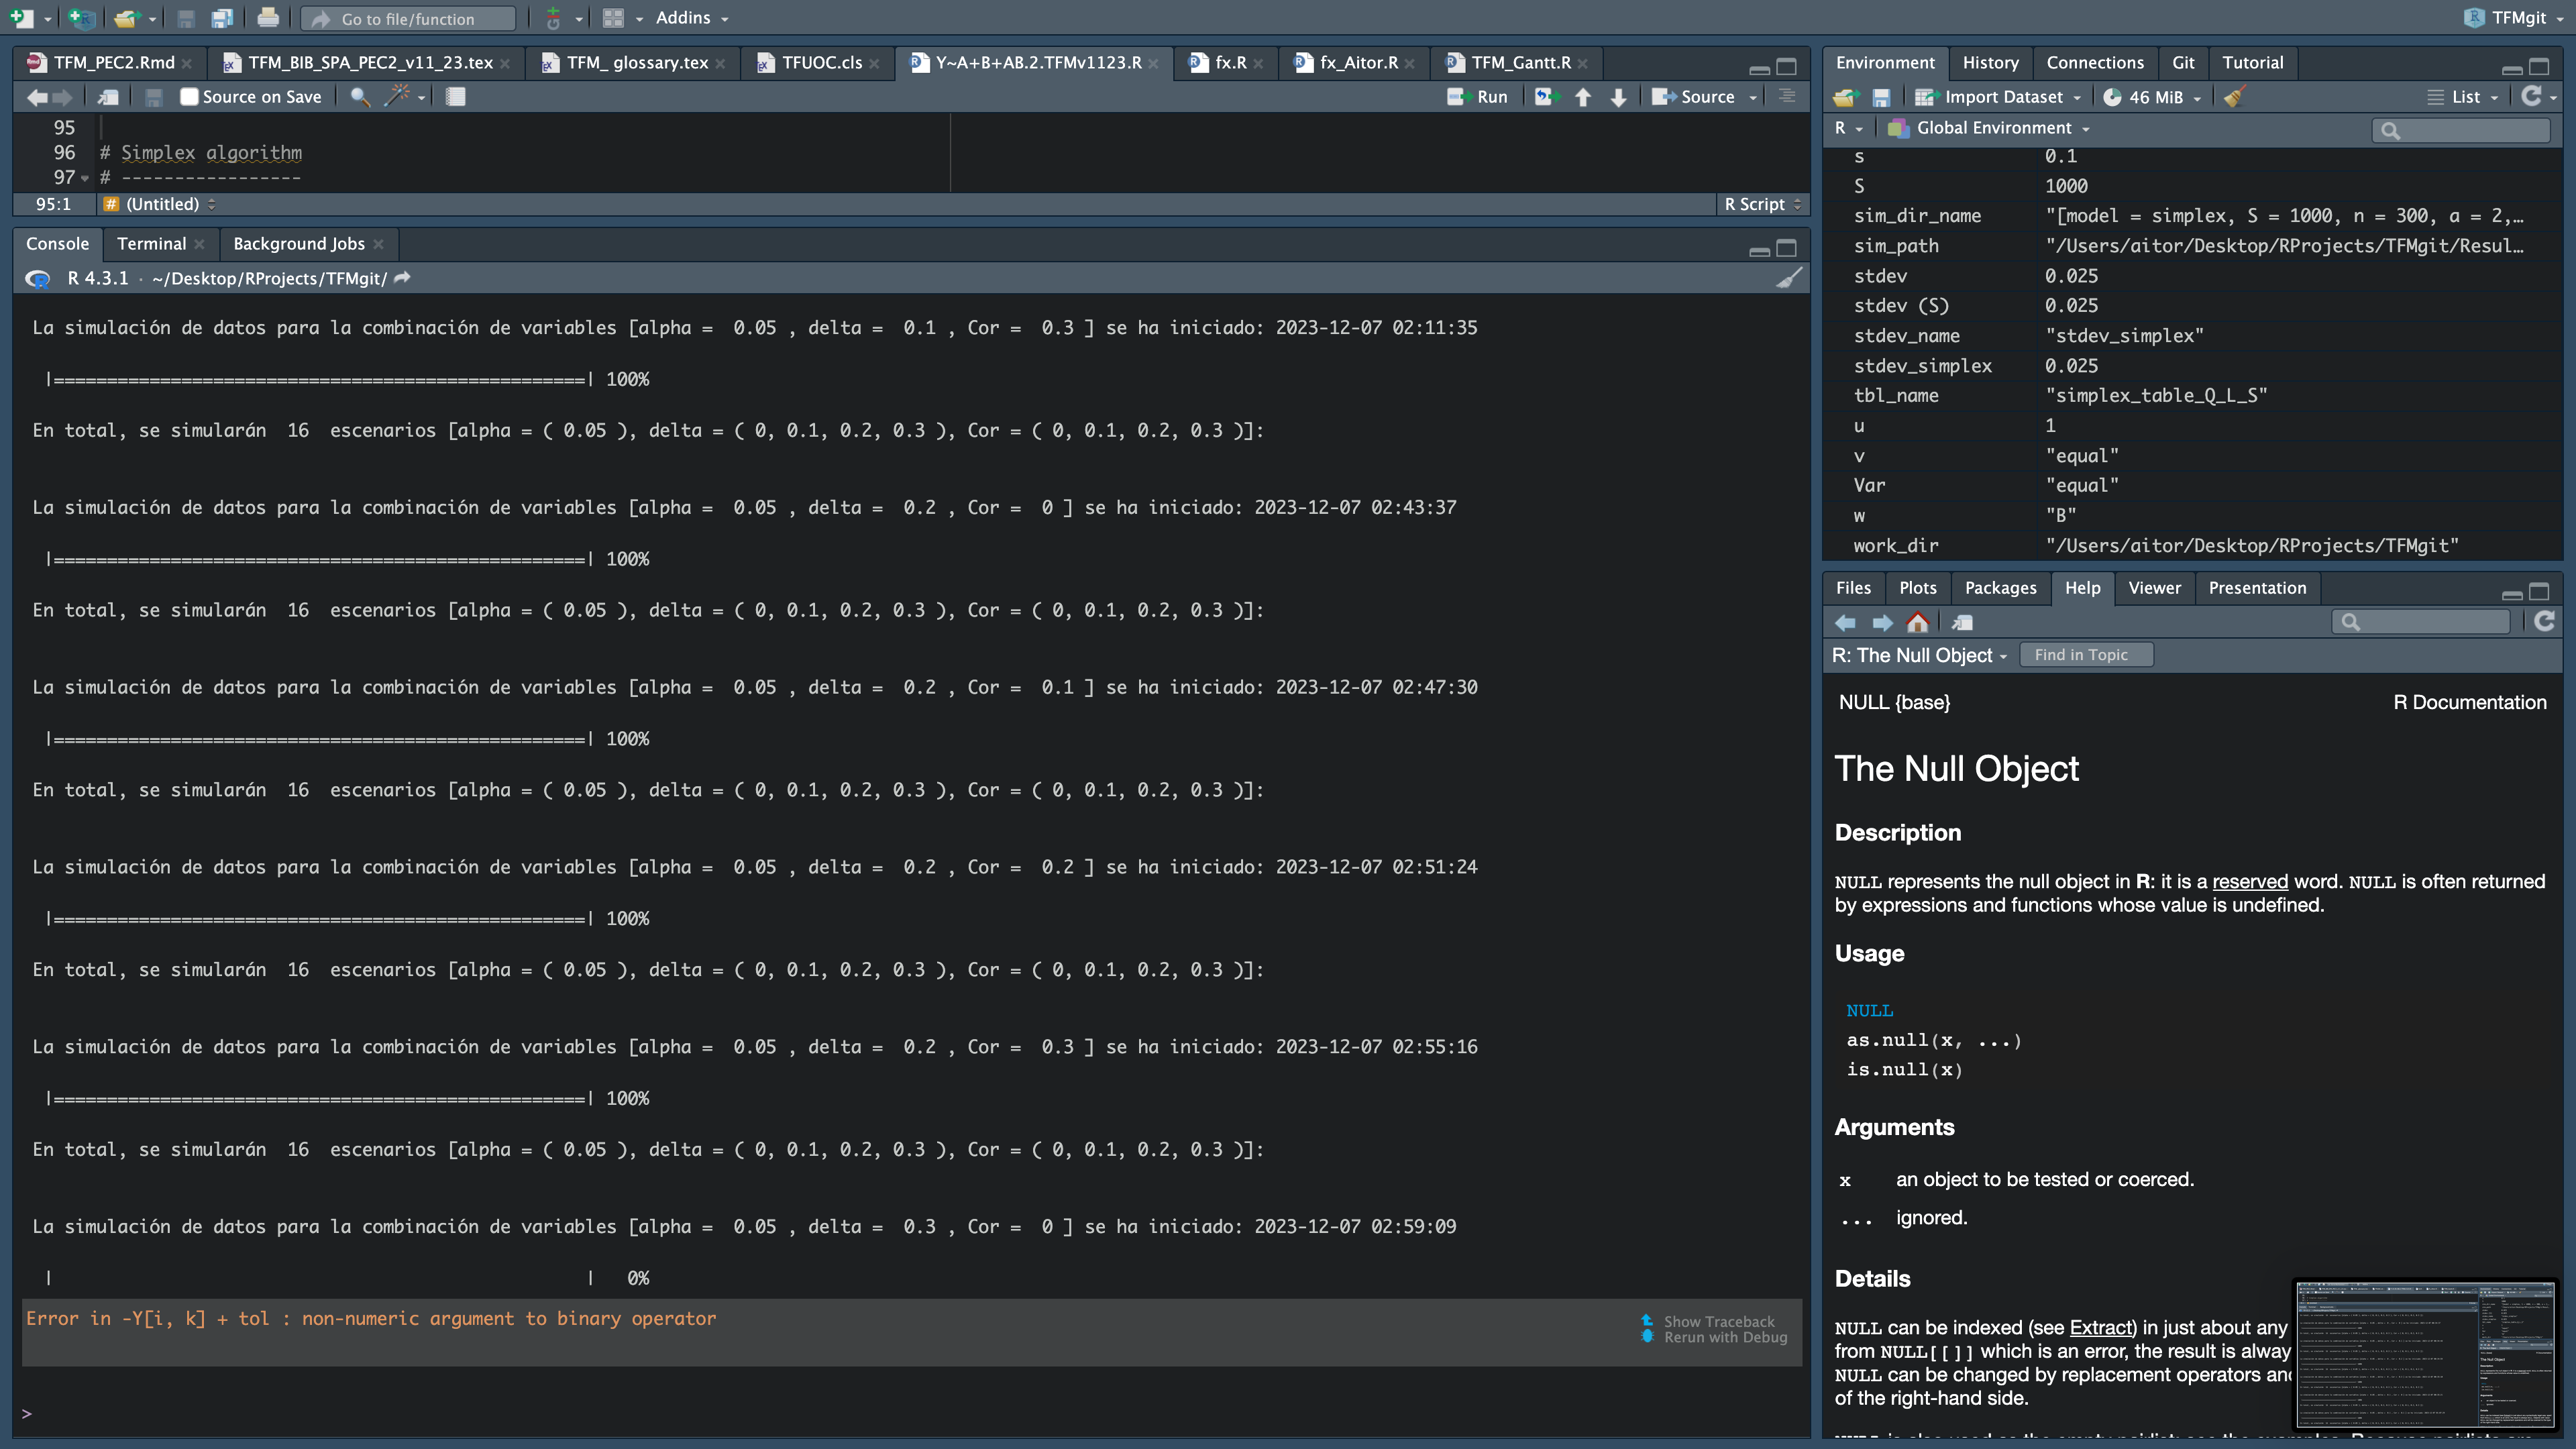 Go to file/function
Addins
TFMgit
TFM_PEC2.Rmd
TFM_BIB_SPA_PEC2_v11_23.tex
TFM_ glossary.tex
TFUOC.cls
Y~A+B+AB.2.TFMv1123.R
fx.R
fx_Aitor.R
TFM_Gantt.R
Source on Save
Run
Source
95
96 # Simplex algorithm
97 # -----------------
95:1 (Untitled) R Script
Console Terminal Background Jobs
R 4.3.1 · ~/Desktop/RProjects/TFMgit/
La simulación de datos para la combinación de variables [alpha =  0.05 , delta =  0.1 , Cor =  0.3 ] se ha iniciado: 2023-12-07 02:11:35
|==================================================| 100%
En total, se simularán  16  escenarios [alpha = ( 0.05 ), delta = ( 0, 0.1, 0.2, 0.3 ), Cor = ( 0, 0.1, 0.2, 0.3 )]:
La simulación de datos para la combinación de variables [alpha =  0.05 , delta =  0.2 , Cor =  0 ] se ha iniciado: 2023-12-07 02:43:37
|==================================================| 100%
En total, se simularán  16  escenarios [alpha = ( 0.05 ), delta = ( 0, 0.1, 0.2, 0.3 ), Cor = ( 0, 0.1, 0.2, 0.3 )]:
La simulación de datos para la combinación de variables [alpha =  0.05 , delta =  0.2 , Cor =  0.1 ] se ha iniciado: 2023-12-07 02:47:30
|==================================================| 100%
En total, se simularán  16  escenarios [alpha = ( 0.05 ), delta = ( 0, 0.1, 0.2, 0.3 ), Cor = ( 0, 0.1, 0.2, 0.3 )]:
La simulación de datos para la combinación de variables [alpha =  0.05 , delta =  0.2 , Cor =  0.2 ] se ha iniciado: 2023-12-07 02:51:24
|==================================================| 100%
En total, se simularán  16  escenarios [alpha = ( 0.05 ), delta = ( 0, 0.1, 0.2, 0.3 ), Cor = ( 0, 0.1, 0.2, 0.3 )]:
La simulación de datos para la combinación de variables [alpha =  0.05 , delta =  0.2 , Cor =  0.3 ] se ha iniciado: 2023-12-07 02:55:16
|==================================================| 100%
En total, se simularán  16  escenarios [alpha = ( 0.05 ), delta = ( 0, 0.1, 0.2, 0.3 ), Cor = ( 0, 0.1, 0.2, 0.3 )]:
La simulación de datos para la combinación de variables [alpha =  0.05 , delta =  0.3 , Cor =  0 ] se ha iniciado: 2023-12-07 02:59:09
|                                                  |   0%
Error in -Y[i, k] + tol : non-numeric argument to binary operator
Show Traceback
Rerun with Debug
>
Environment History Connections Git Tutorial
Import Dataset 46 MiB List
R Global Environment
s 0.1
S 1000
sim_dir_name "[model = simplex, S = 1000, n = 300, a = 2,…
sim_path "/Users/aitor/Desktop/RProjects/TFMgit/Resul…
stdev 0.025
stdev (S) 0.025
stdev_name "stdev_simplex"
stdev_simplex 0.025
tbl_name "simplex_table_Q_L_S"
u 1
v "equal"
Var "equal"
w "B"
work_dir "/Users/aitor/Desktop/RProjects/TFMgit"
Files Plots Packages Help Viewer Presentation
R: The Null Object Find in Topic
NULL {base} R Documentation
The Null Object
Description
NULL represents the null object in R: it is a reserved word. NULL is often returned
by expressions and functions whose value is undefined.
Usage
NULL
as.null(x, ...)
is.null(x)
Arguments
x an object to be tested or coerced.
... ignored.
Details
NULL can be indexed (see Extract) in just about any
from NULL[[]] which is an error, the result is alway
NULL can be changed by replacement operators and
of the right-hand side.